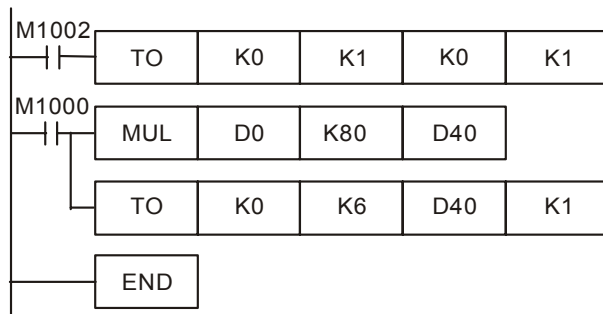 M1002
TO K0 K1 K0 K1
M1000
MUL D0 K80 D40
TO K0 K6 D40 K1
END